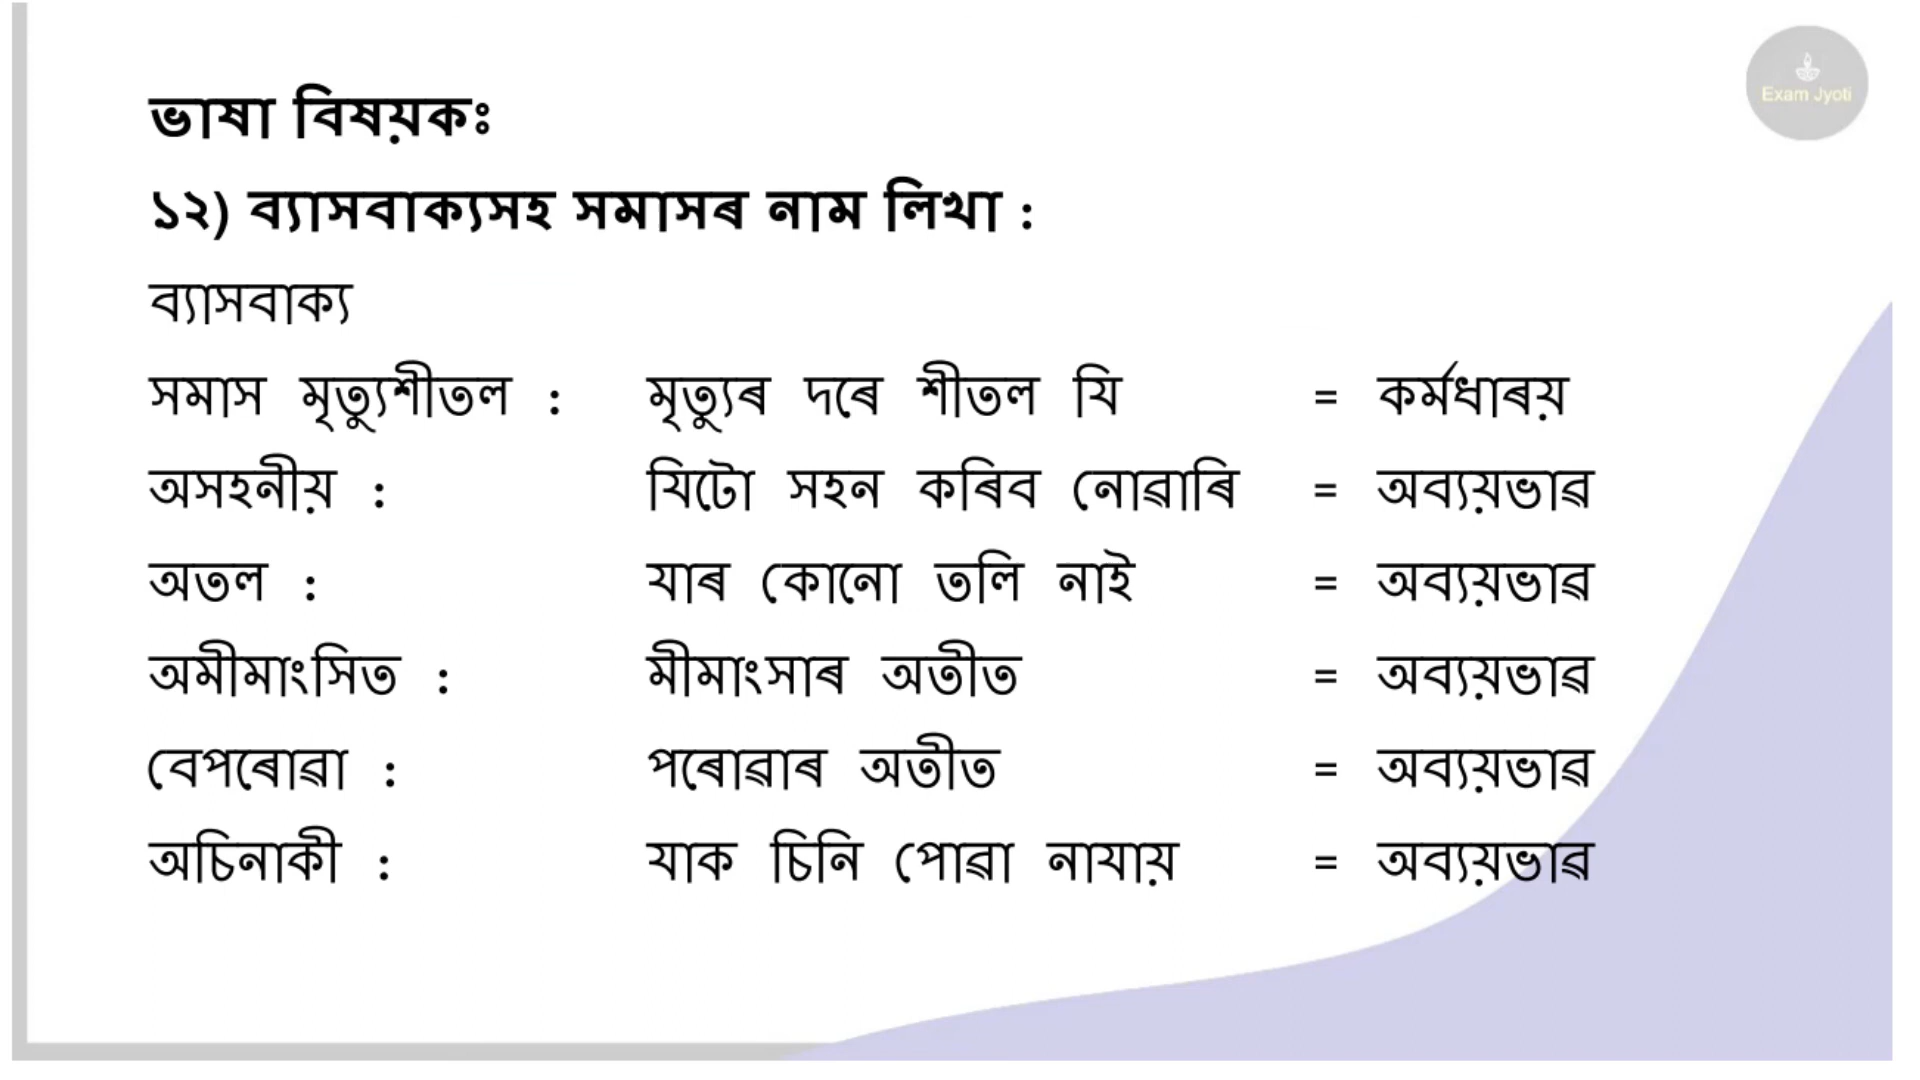 Exam Jyoti
ভাষা বিষয়কঃ
১২) ব্যাসবাক্যসহ সমাসৰ নাম লিখা :
ব্যাসবাক্য
সমাস মৃত্যুশীতল : মৃত্যুৰ দৰে শীতল যি = কৰ্মধাৰয়
অসহনীয় : যিটো সহন কৰিব নোৱাৰি = অব্যয়ভাৱ
অতল : যাৰ কোনো তলি নাই = অব্যয়ভাৱ
অমীমাংসিত : মীমাংসাৰ অতীত = অব্যয়ভাৱ
বেপৰোৱা : পৰোৱাৰ অতীত = অব্যয়ভাৱ
অচিনাকী : যাক চিনি পোৱা নাযায় = অব্যয়ভাৱ